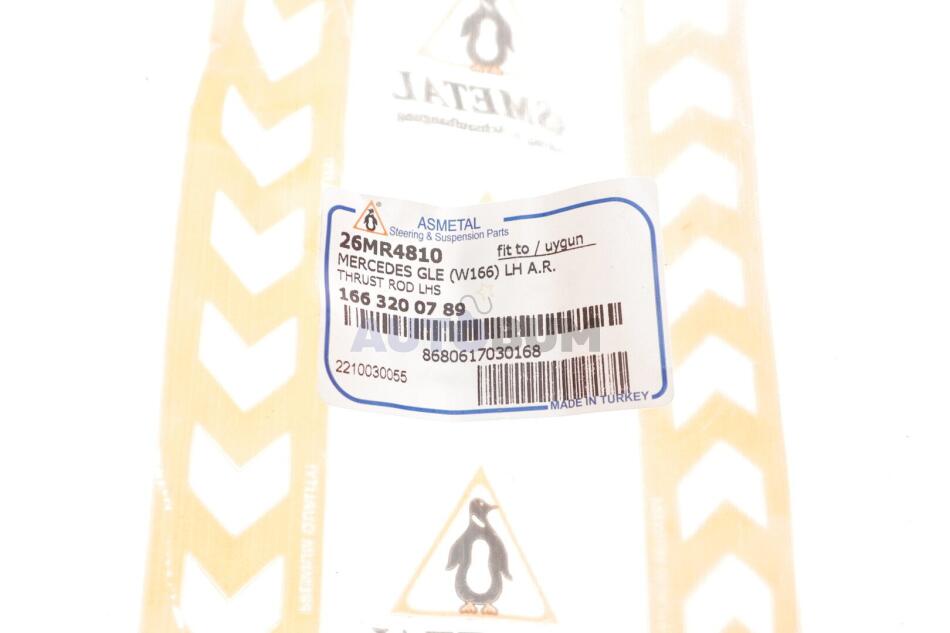 ASMETAL
ASMETAL
Steering & Suspension Parts
26MR4810
fit to / uygun
MERCEDES GLE (W166) LH A.R.
THRUST ROD LHS
166 320 07 89
AUTOBUM
8680617030168
2210030055
MADE IN TURKEY